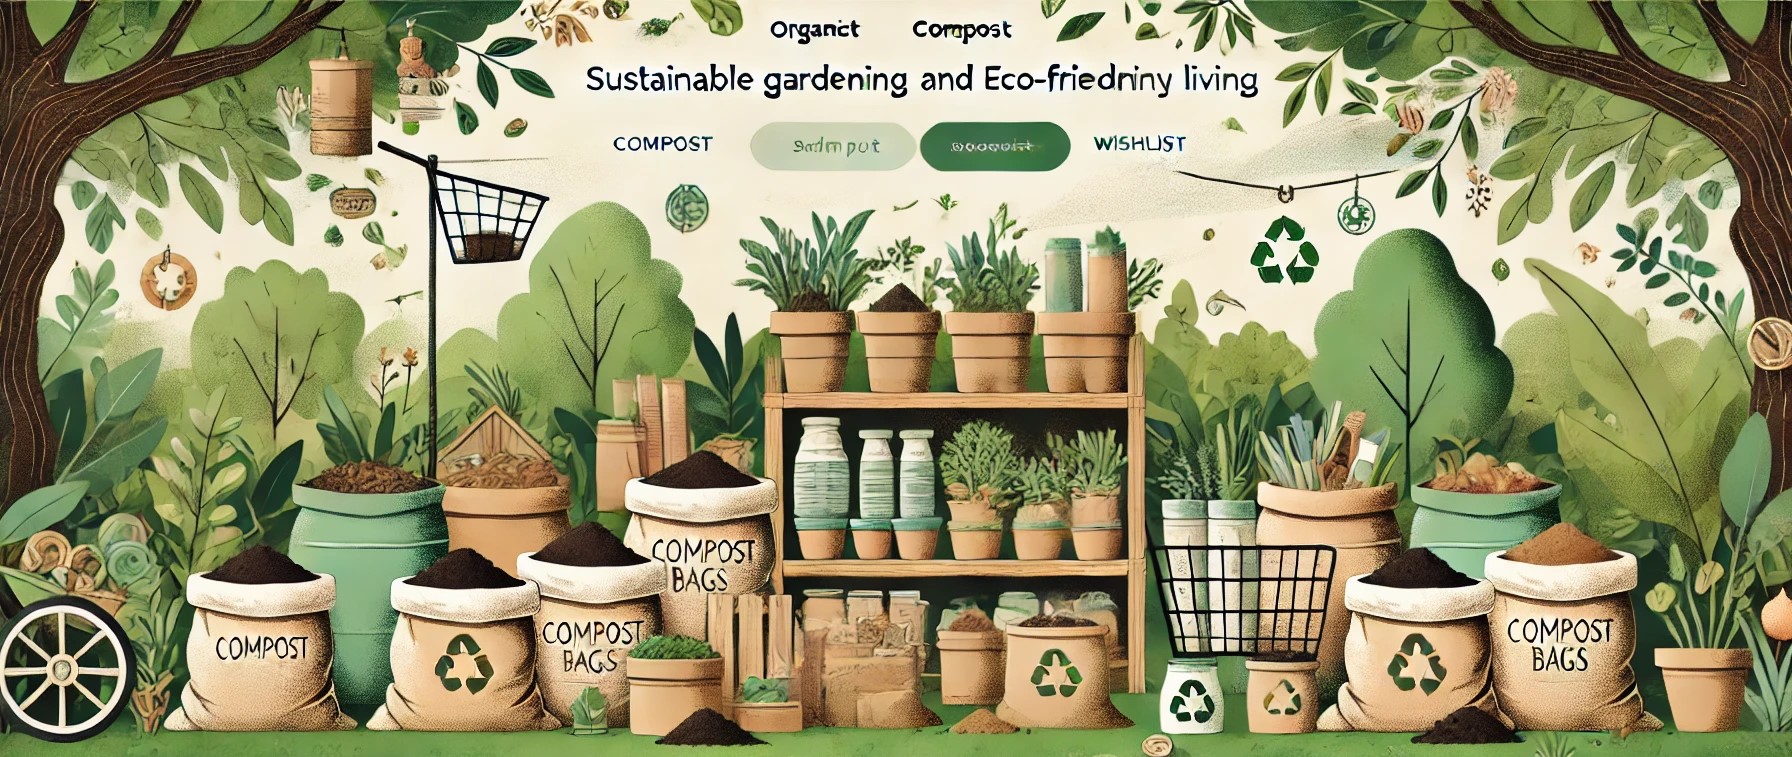 Organict Compost
Sustainable gardening and Eco-friedniny living
COMPOST WISHLIST
COMPOST
BAGS
COMPOST
COMPOST
BAGS
COMPOST
BAGS